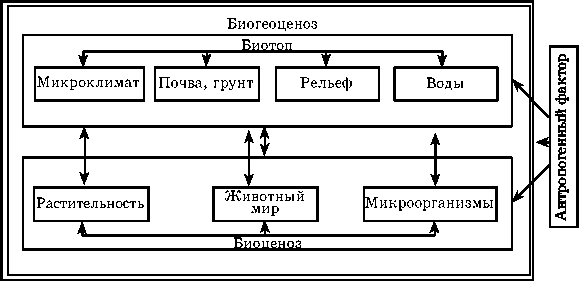 Биогеоценоз
Биотоп
Микроклимат
Почва, грунт
Рельеф
Воды
Антропогенный фактор
Растительность
Животный
мир
Микроорганизмы
Биоценоз